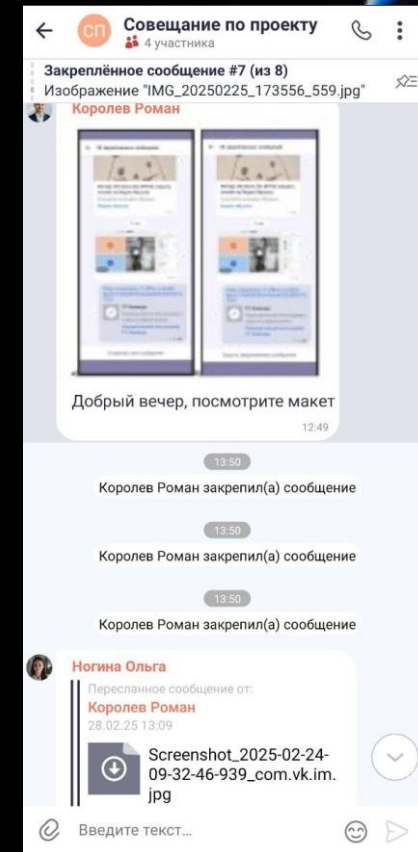 СП
Совещание по проекту
4 участника
Закреплённое сообщение #7 (из 8)
Изображение "IMG_20250225_173556_559.jpg"
Королев Роман
Добрый вечер, посмотрите макет
12:49
13:50
Королев Роман закрепил(а) сообщение
13:50
Королев Роман закрепил(а) сообщение
13:50
Королев Роман закрепил(а) сообщение
Ногина Ольга
Пересланное сообщение от:
Королев Роман
28.02.25 13:09
Screenshot_2025-02-24-
09-32-46-939_com.vk.im.
jpg
Введите текст...